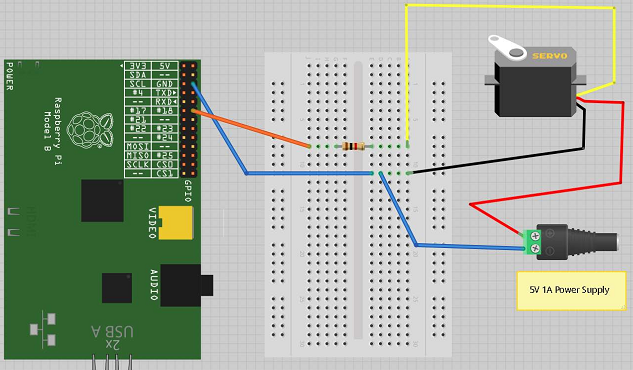 POWER
Raspberry Pi
Model B
3V3 5V
SDA --
SCL GND
#4 TXD
-- RXD
#17 #18
#21 --
#22 #23
-- #24
MOSI --
MISO #25
SCLK CS0
-- CS1
GPIO
VIDEO
AUDIO
2x
USB A
SERVO
5V 1A Power Supply